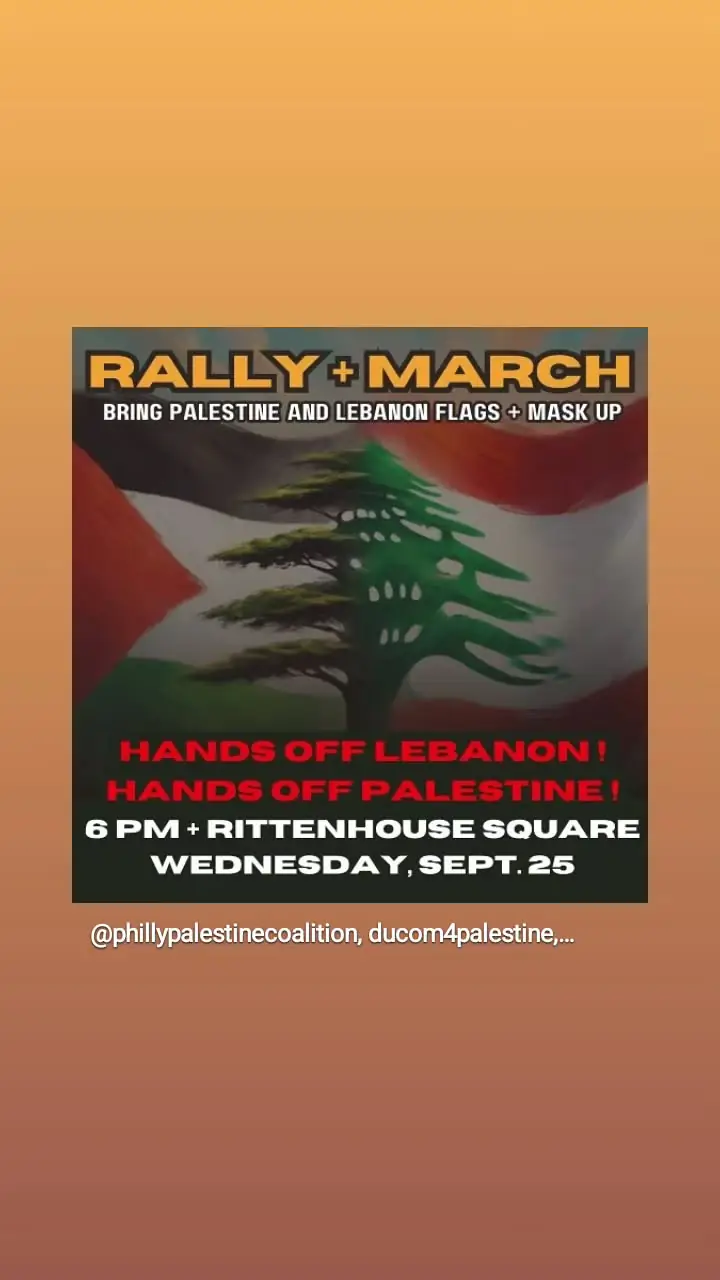 RALLY + MARCH
BRING PALESTINE AND LEBANON FLAGS + MASK UP
HANDS OFF LEBANON !
HANDS OFF PALESTINE !
6 PM + RITTENHOUSE SQUARE
WEDNESDAY, SEPT. 25
@phillypalestinecoalition, ducom4palestine,...